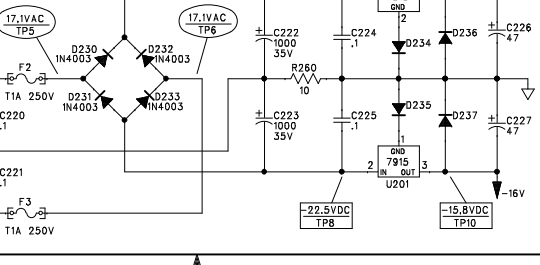 17.1VAC
TP5
17.1VAC
TP6
GND
2
D230
1N4003
D232
1N4003
C222
1000
35V
C224
.1
D234
D236
C226
47
F2
T1A 250V
R260
10
D231
1N4003
D233
1N4003
C220
.1
C223
1000
35V
C225
.1
D235
D237
C227
47
1
GND
7915
IN OUT
2
3
U201
C221
.1
F3
T1A 250V
-22.5VDC
TP8
-15.8VDC
TP10
-16V